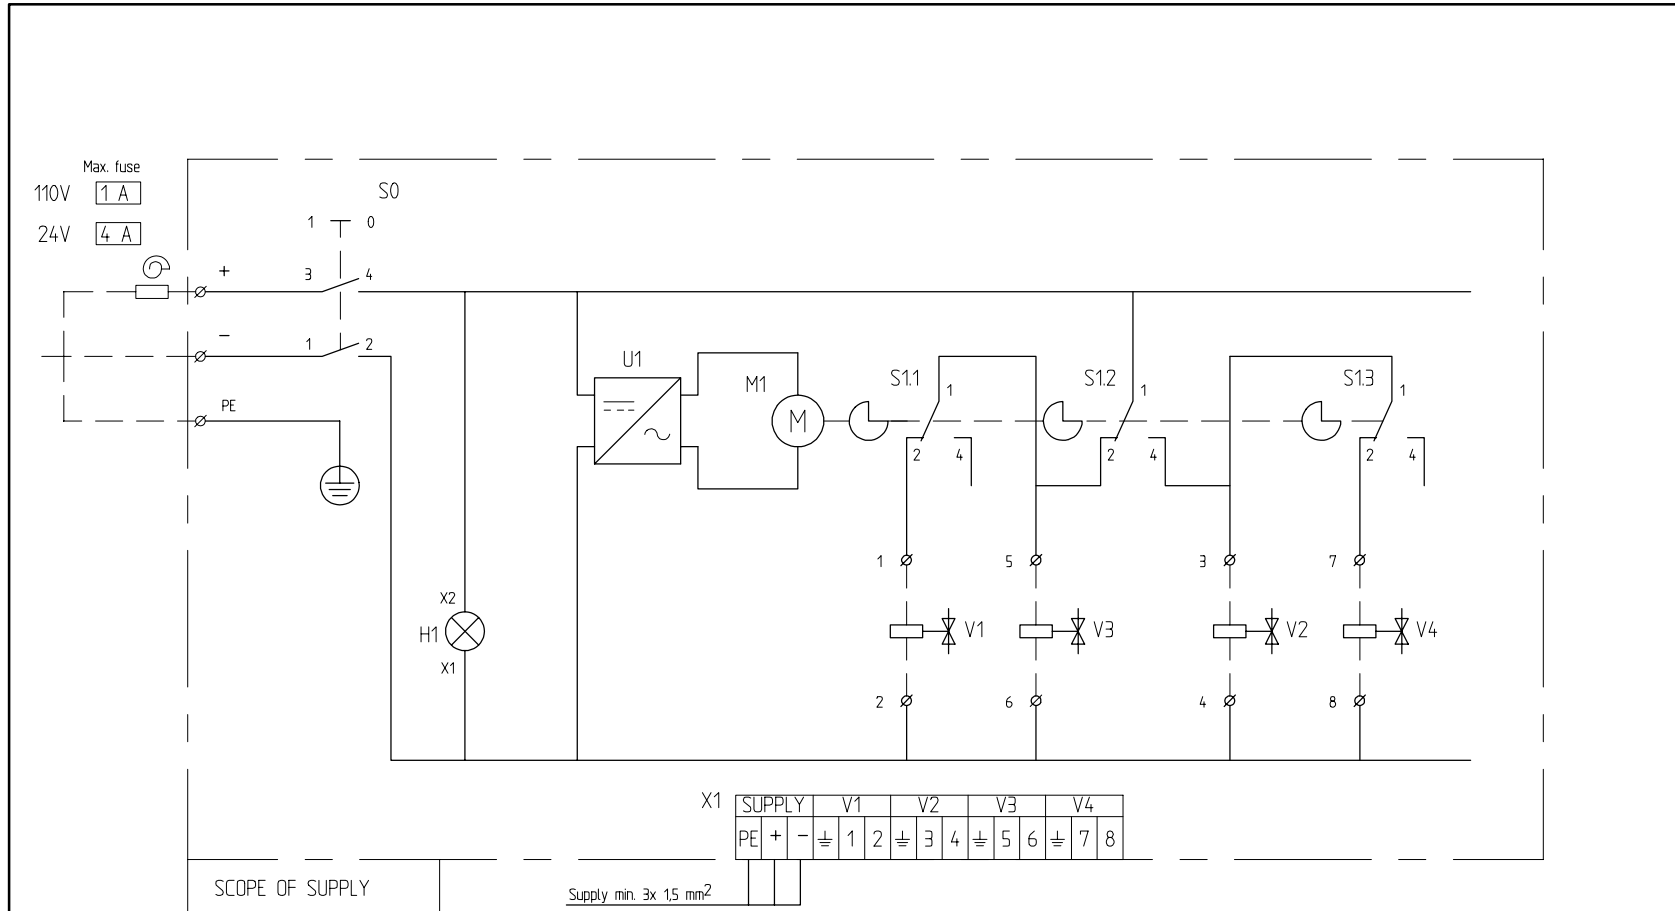 Max. fuse
110V 1 A
24V 4 A
S0
1 0
+ 3 4
- 1 2
PE
U1
M1
M
S1.1
1
2 4
S1.2
1
2 4
S1.3
1
2 4
1 5 3 7
X2
H1
X1
V1 V3 V2 V4
2 6 4 8
X1
SUPPLY V1 V2 V3 V4
PE + - 1 2 3 4 5 6 7 8
SCOPE OF SUPPLY
Supply min. 3x 1,5 mm²